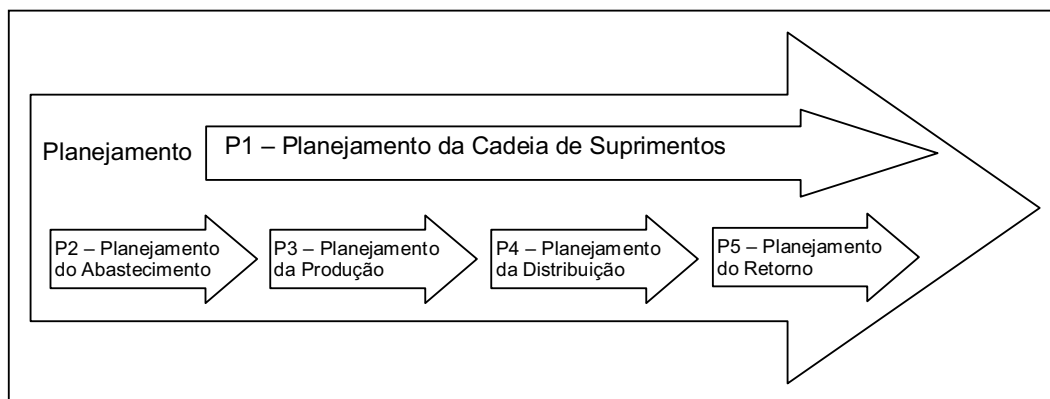 Planejamento
P1 – Planejamento da Cadeia de Suprimentos
P2 – Planejamento
do Abastecimento
P3 – Planejamento
da Produção
P4 – Planejamento
da Distribuição
P5 – Planejamento
do Retorno